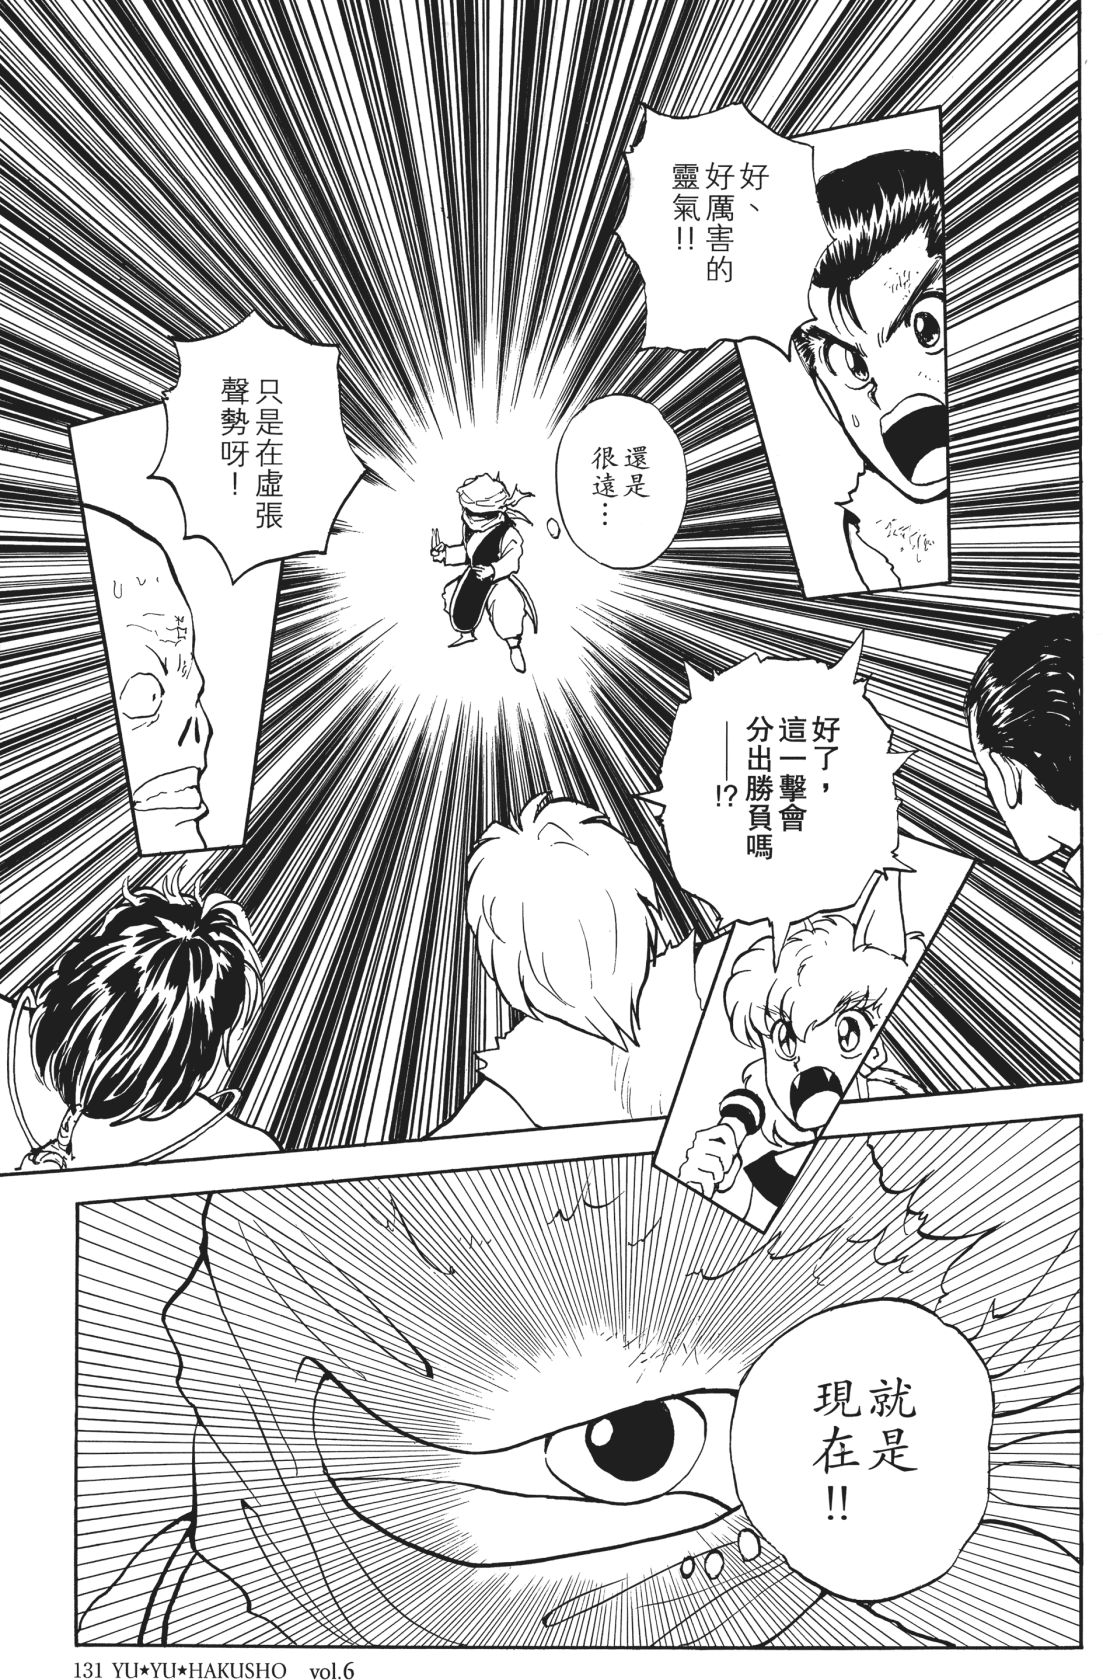 好、
好厲害的
靈氣!!
還是
很遠…
只是在虛張
聲勢呀!
好了，
這一擊會
分出勝負嗎
——!?
就是
現在!!
131 YU★YU★HAKUSHO vol.6